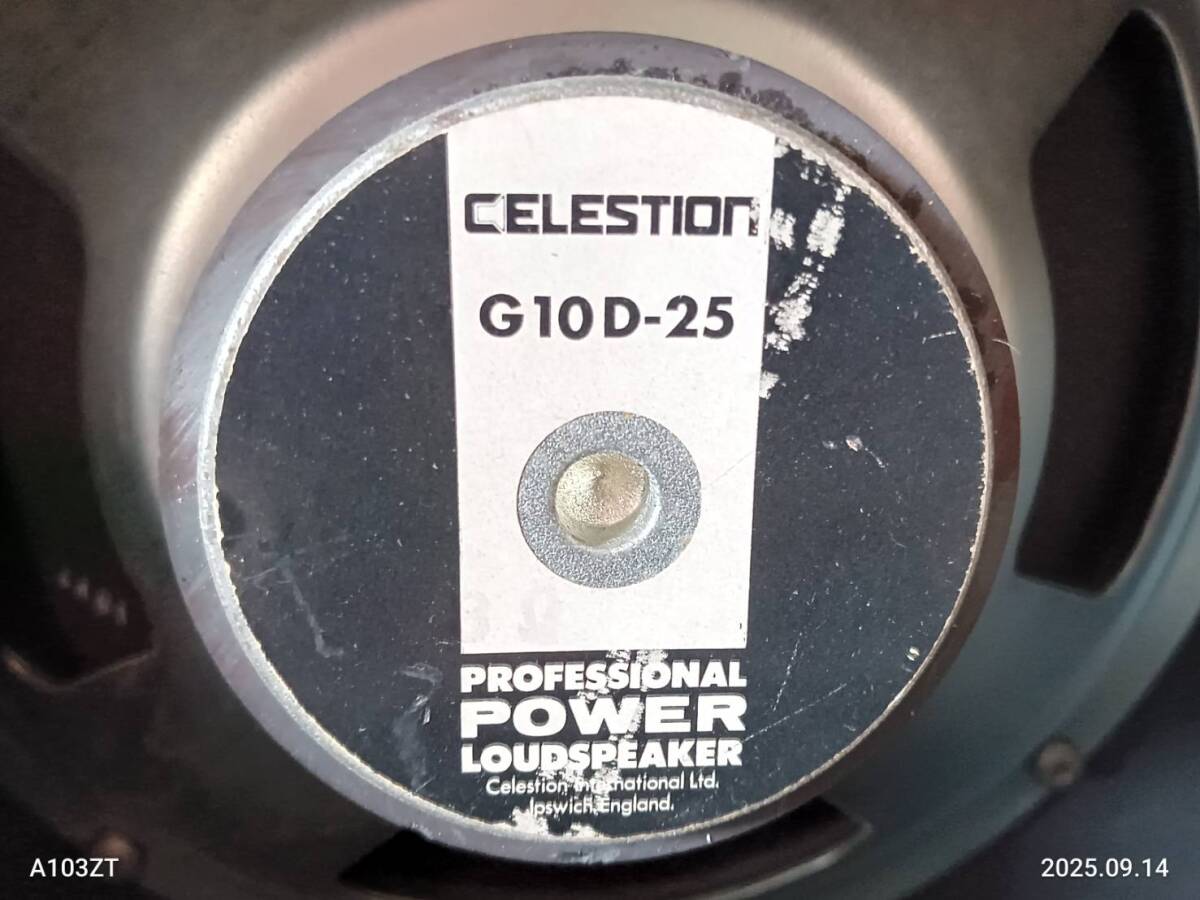 CELESTION
G10D-25
PROFESSIONAL
POWER
LOUDSPEAKER
Celestion International Ltd.
Ipswich, England.
A103ZT
2025.09.14